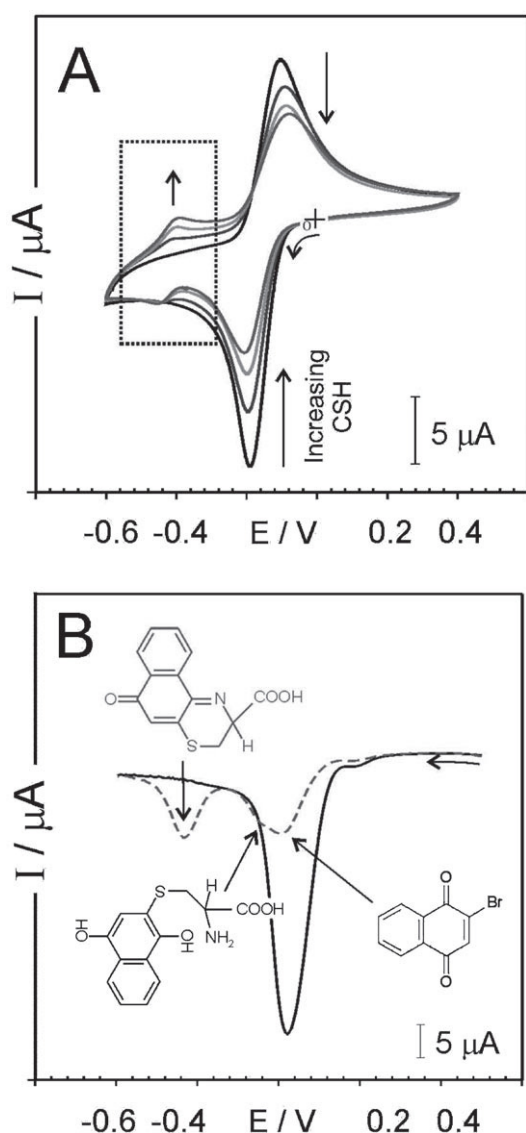 A
I / μA
δ+
Increasing
CSH
5 μA
-0.6 -0.4 E / V 0.2 0.4
B
I / μA
O
N
COOH
S
H
S
H
COOH
NH₂
OH
OH
O
Br
O
5 μA
-0.6 -0.4 E / V 0.2 0.4